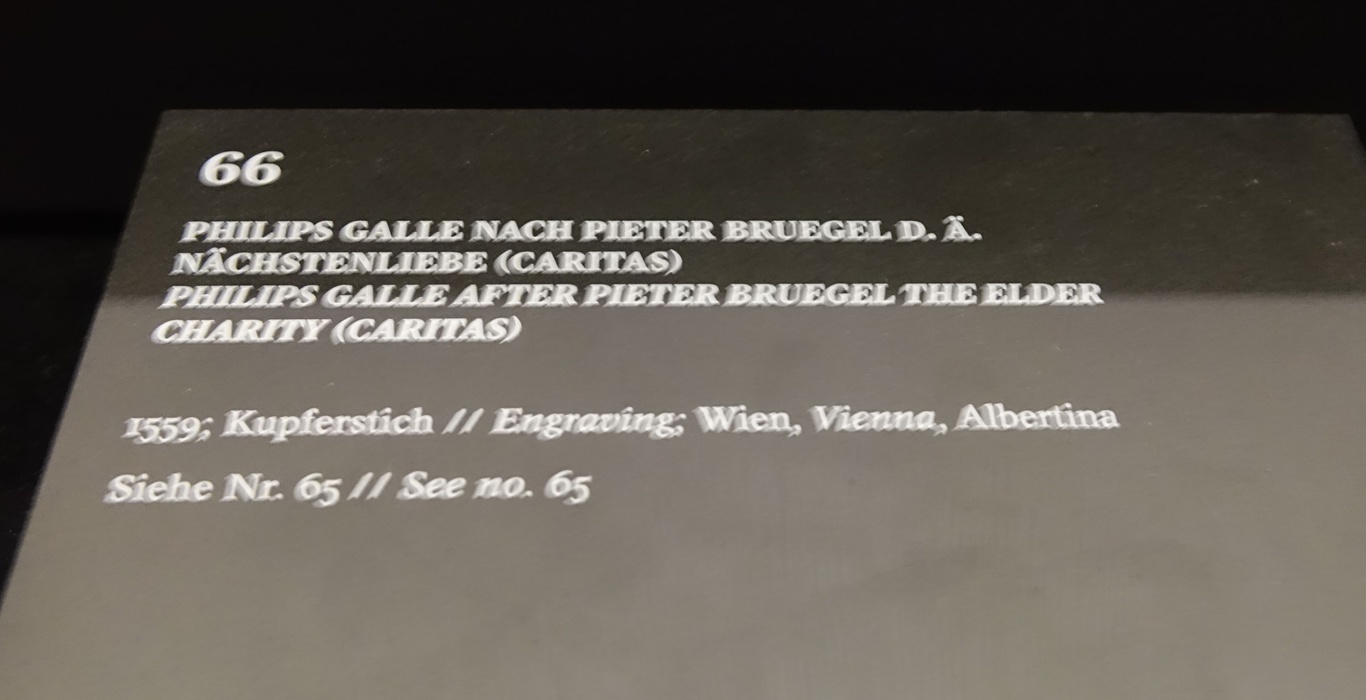 66
PHILIPS GALLE NACH PIETER BRUEGEL D. Ä.
NÄCHSTENLIEBE (CARITAS)
PHILIPS GALLE AFTER PIETER BRUEGEL THE ELDER
CHARITY (CARITAS)
1559; Kupferstich // Engraving; Wien, Vienna, Albertina
Siehe Nr. 65 // See no. 65